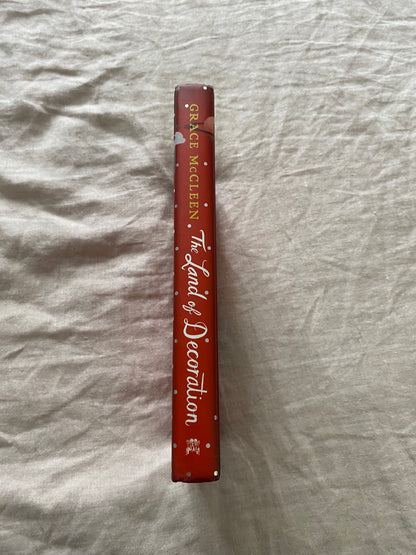 GRACE McCLEEN
The Land of Decoration